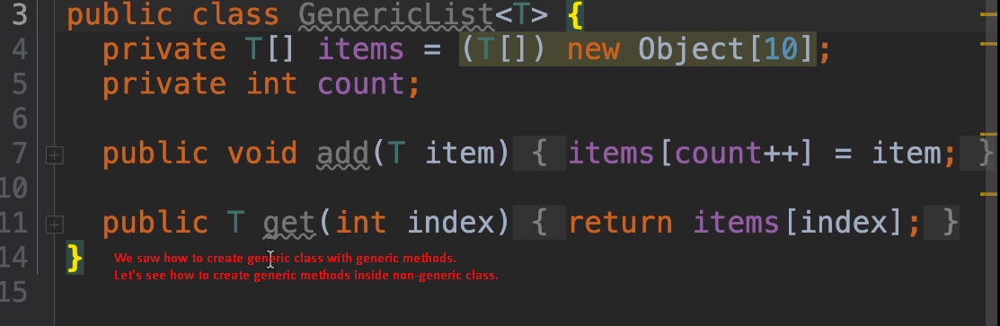 3 public class GenericList<T> {
4 private T[] items = (T[]) new Object[10];
5 private int count;
6
7 public void add(T item) { items[count++] = item; }
10
11 public T get(int index) { return items[index]; }
14 }
We saw how to create generic class with generic methods.
Let's see how to create generic methods inside non-generic class.
15